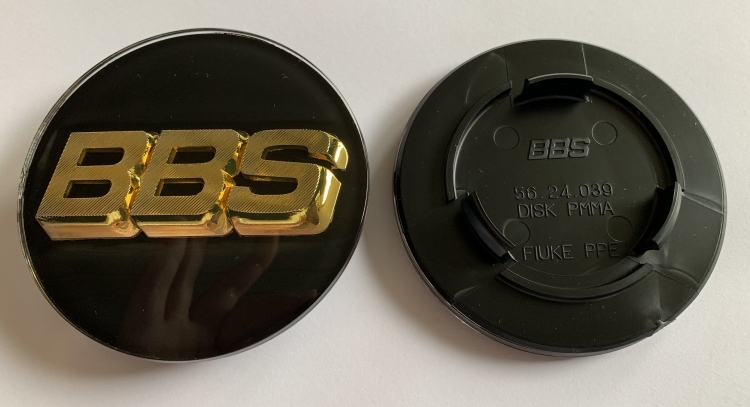 BBS
BBS
56.24.039
DISK PMMA
FIUKE PPE